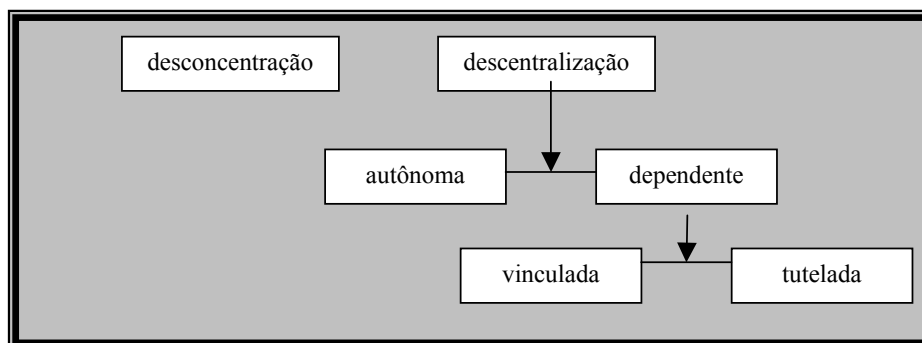 desconcentração
descentralização
autônoma
dependente
vinculada
tutelada